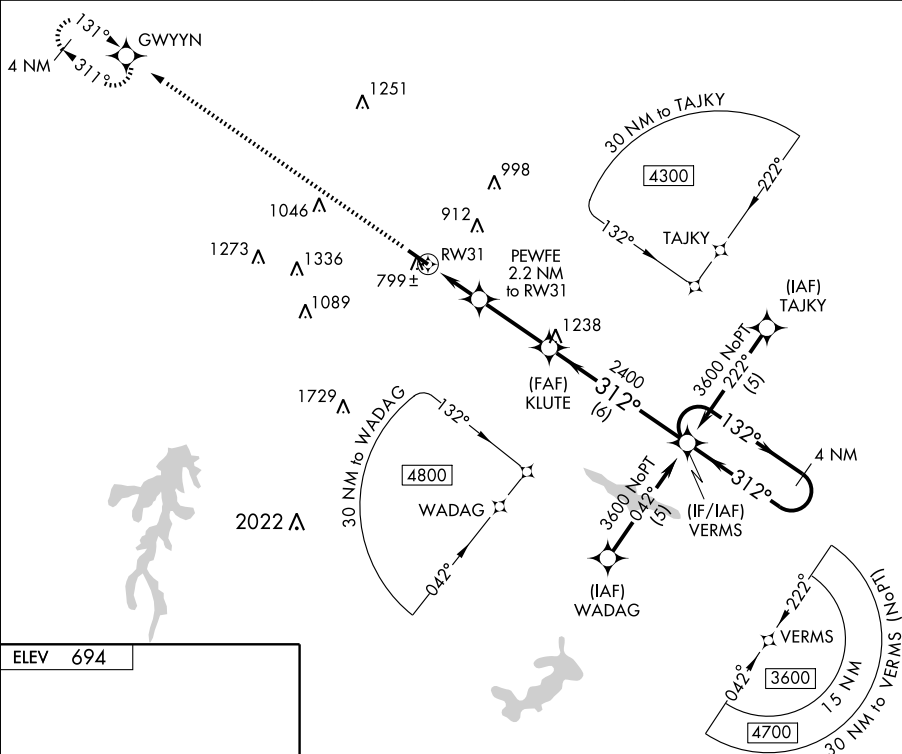 131°
GWYYN
4 NM
311°
1251
30 NM to TAJKY
4300
222°
998
1046
912
132°
TAJKY
1273
1336
RW31
799±
PEWFE
2.2 NM
to RW31
1089
(IAF)
TAJKY
1238
3600 NoPT
222°
(5)
(FAF)
KLUTE
2400
312°
(6)
1729
30 NM to WADAG
132°
132°
4 NM
312°
4800
WADAG
3600 NoPT
042°
(5)
(IF/IAF)
VERMS
2022
042°
(IAF)
WADAG
222°
VERMS
042°
3600
15 NM
4700
30 NM to VERMS (NoPT)
ELEV 694